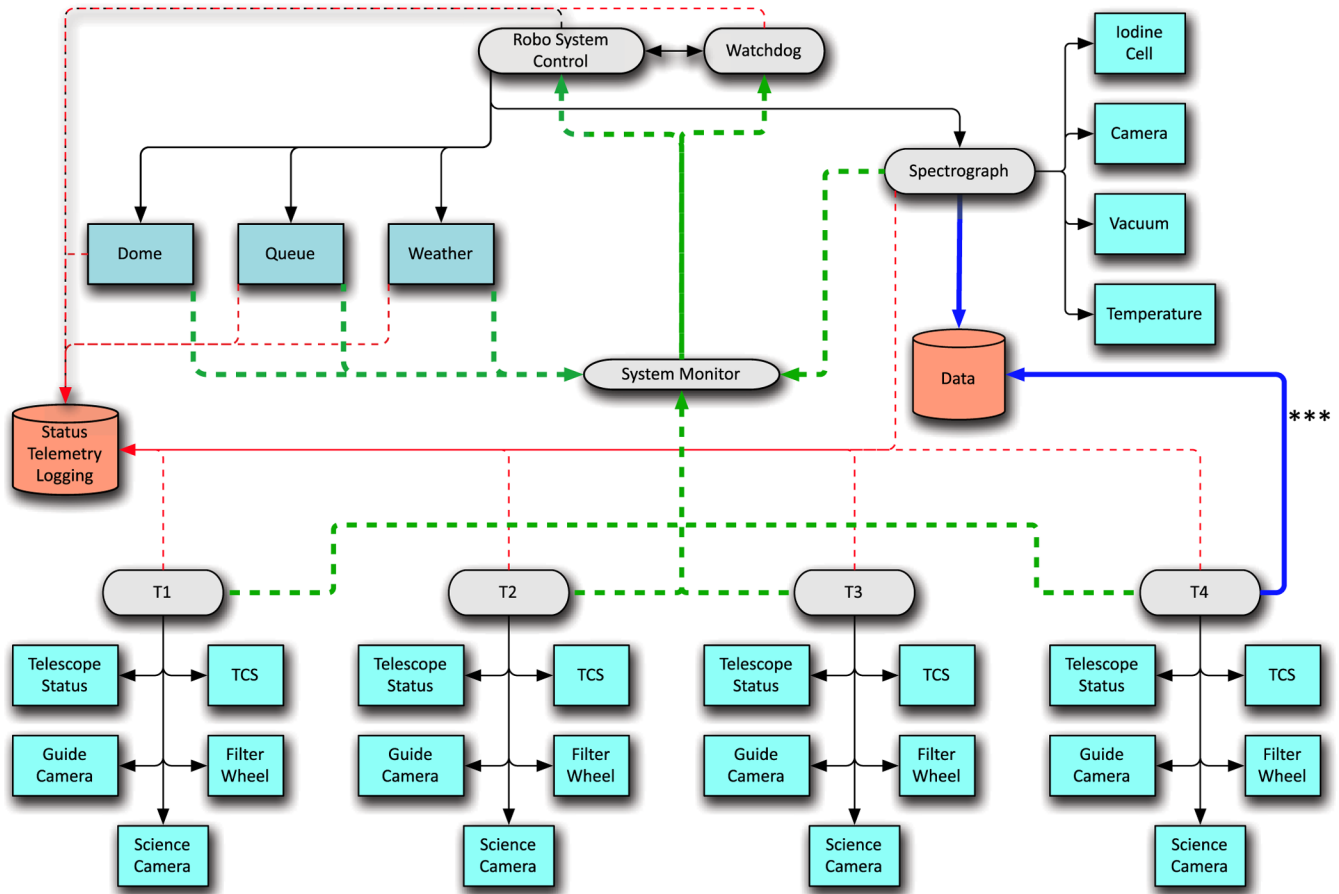 Robo System
Control
Watchdog
Iodine
Cell
Camera
Spectrograph
Vacuum
Dome
Queue
Weather
Temperature
System Monitor
Data
***
Status
Telemetry
Logging
T1
T2
T3
T4
Telescope
Status
TCS
Telescope
Status
TCS
Telescope
Status
TCS
Telescope
Status
TCS
Guide
Camera
Filter
Wheel
Guide
Camera
Filter
Wheel
Guide
Camera
Filter
Wheel
Guide
Camera
Filter
Wheel
Science
Camera
Science
Camera
Science
Camera
Science
Camera